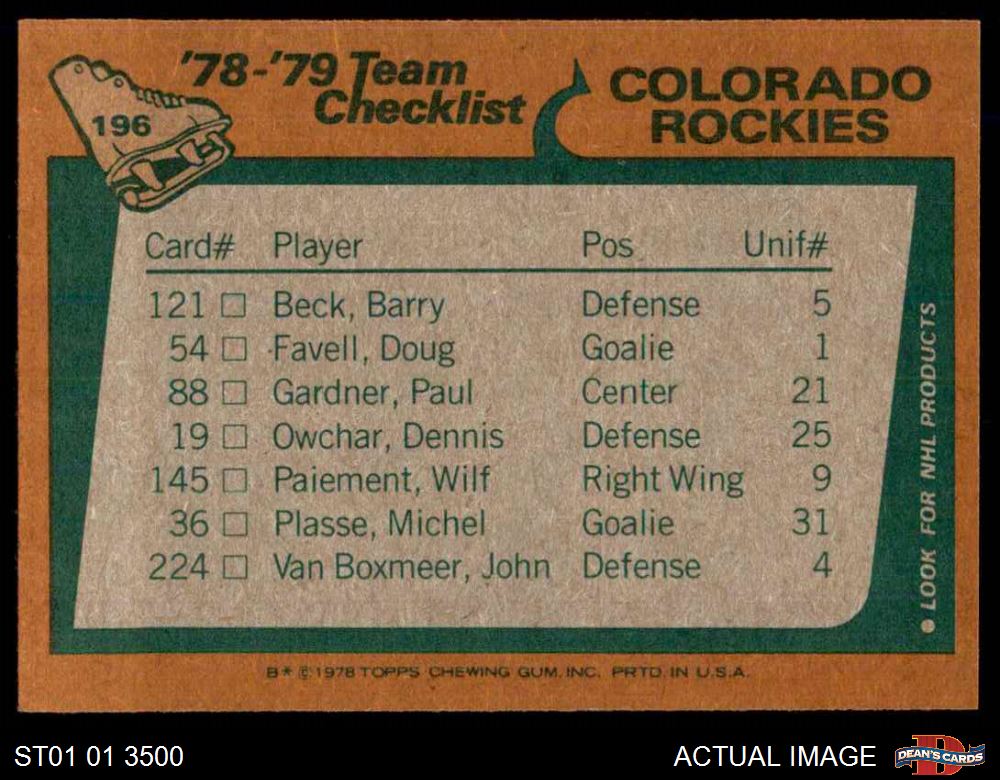 196
'78-'79 Team
Checklist
COLORADO
ROCKIES
Card# Player Pos Unif#
121 □ Beck, Barry Defense 5
54 □ Favell, Doug Goalie 1
88 □ Gardner, Paul Center 21
19 □ Owchar, Dennis Defense 25
145 □ Paiement, Wilf Right Wing 9
36 □ Plasse, Michel Goalie 31
224 □ Van Boxmeer, John Defense 4
● LOOK FOR NHL PRODUCTS
B* © 1978 TOPPS CHEWING GUM, INC. PRTD. IN U.S.A.
ST01 01 3500
ACTUAL IMAGE
D
DEAN'S CARDS